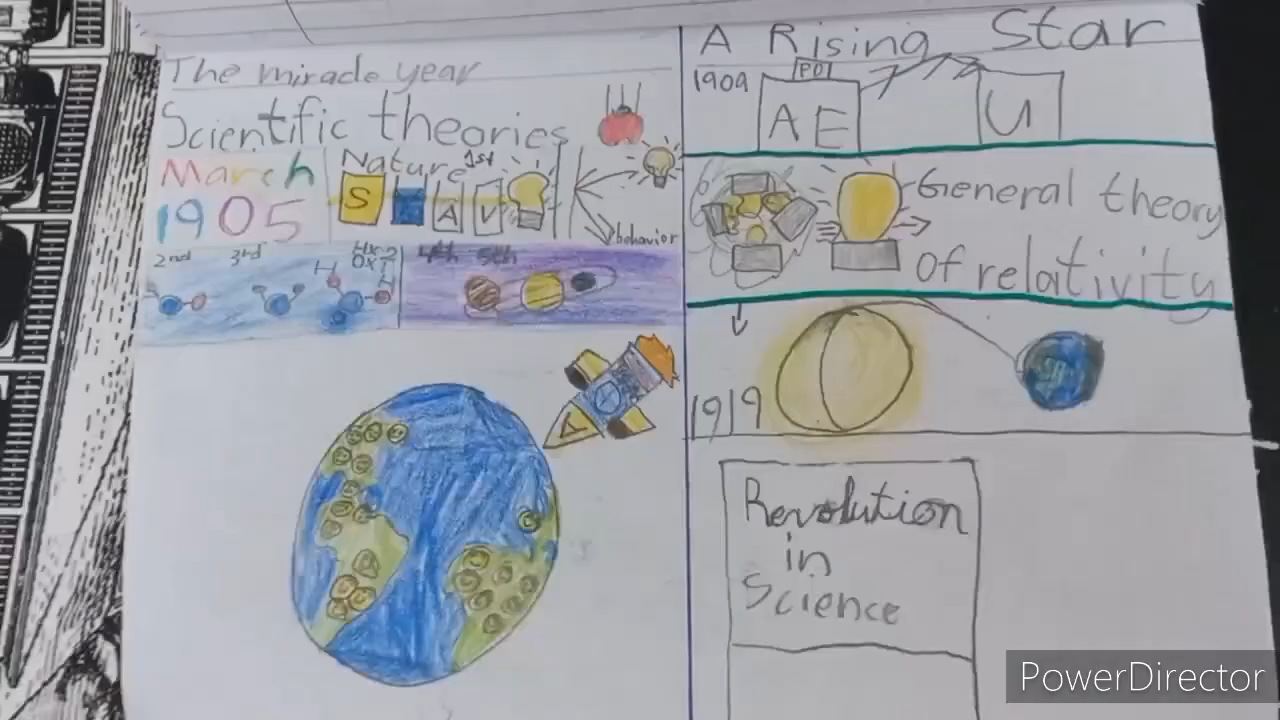 The miracle year
Scientific theories
March
1905
Nature
1st
S
A
V
behavior
2nd
3rd
4th
5th
H
H
A
A Rising Star
1909
PO
AE
U
General theory
of relativity
1919
Revolution
in
Science
PowerDirector